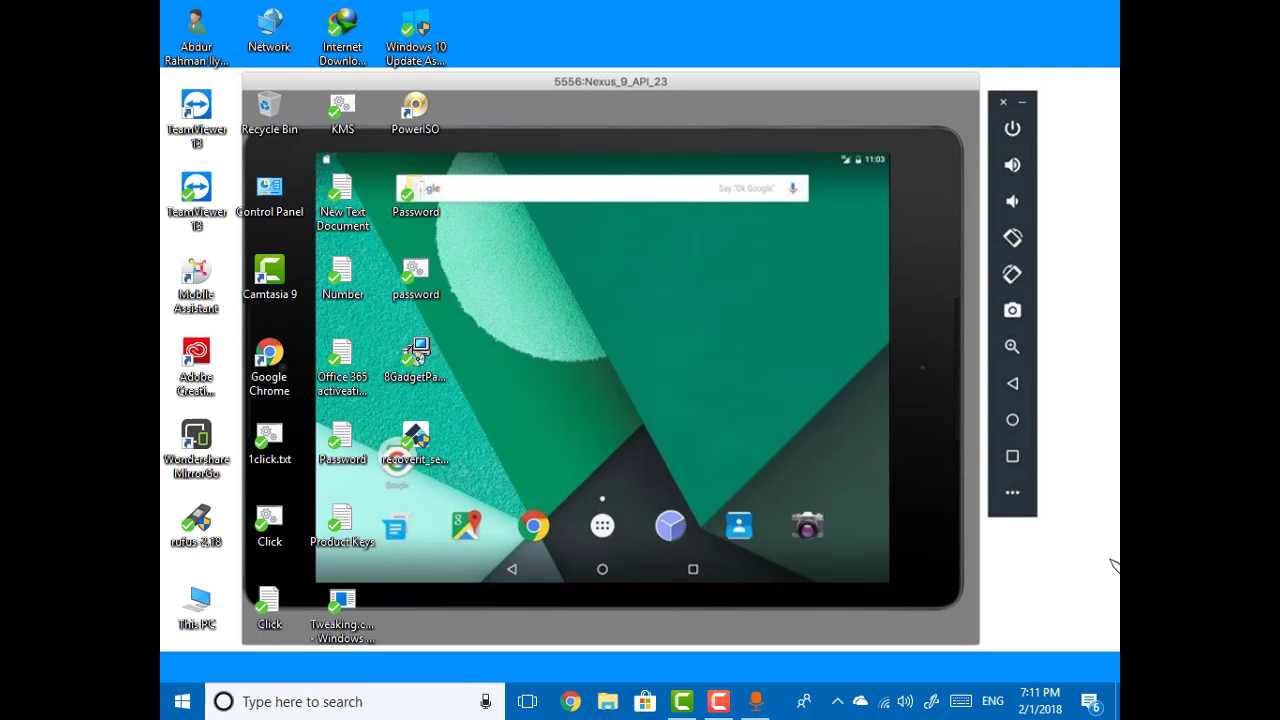 Abdur
Rahman Ily...
Network
Internet
Downlo...
Windows 10
Update As...
5556:Nexus_9_API_23
TeamViewer
13
Recycle Bin
KMS
PowerISO
11:03
TeamViewer
13
Control Panel
New Text
Document
Password
gle
Say "Ok Google"
Mobile
Assistant
Camtasia 9
Number
password
Adobe
Creati...
Google
Chrome
Office 365
activeati...
8GadgetPa...
Wondershare
MirrorGo
1click.txt
Password
recoverit_se...
Google
rufus-2.18
Click
Product Keys
This PC
Click
Tweaking.c...
- Windows ...
Type here to search
ENG
7:11 PM
2/1/2018
6